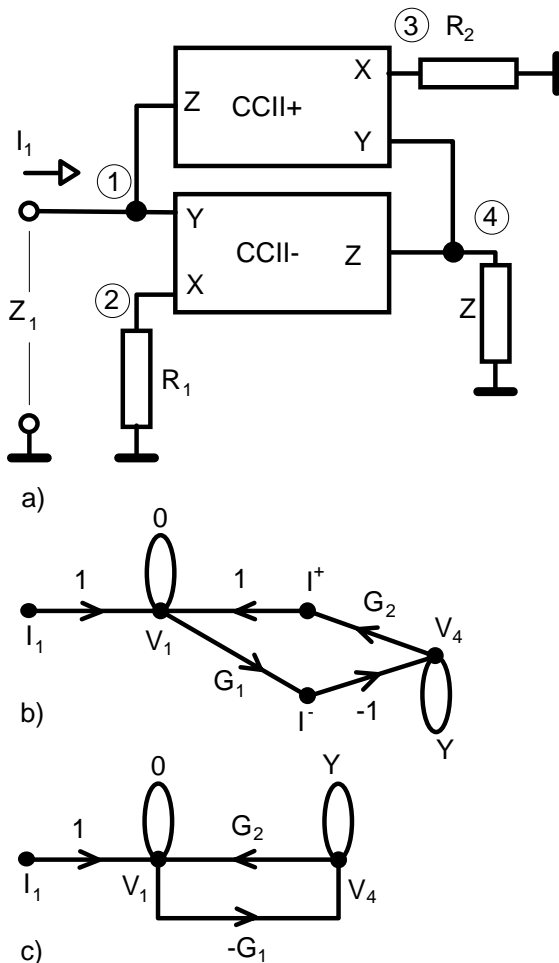 3 R2
X
Z CCII+
I1 Y
1
4
Y
CCII- Z
2 X
Z1 Z
R1
a)
0
1 1 I+
G2
I1 V1 V4
G1
b) I- -1
Y
0 Y
1 G2
I1 V1 V4
-G1
c)